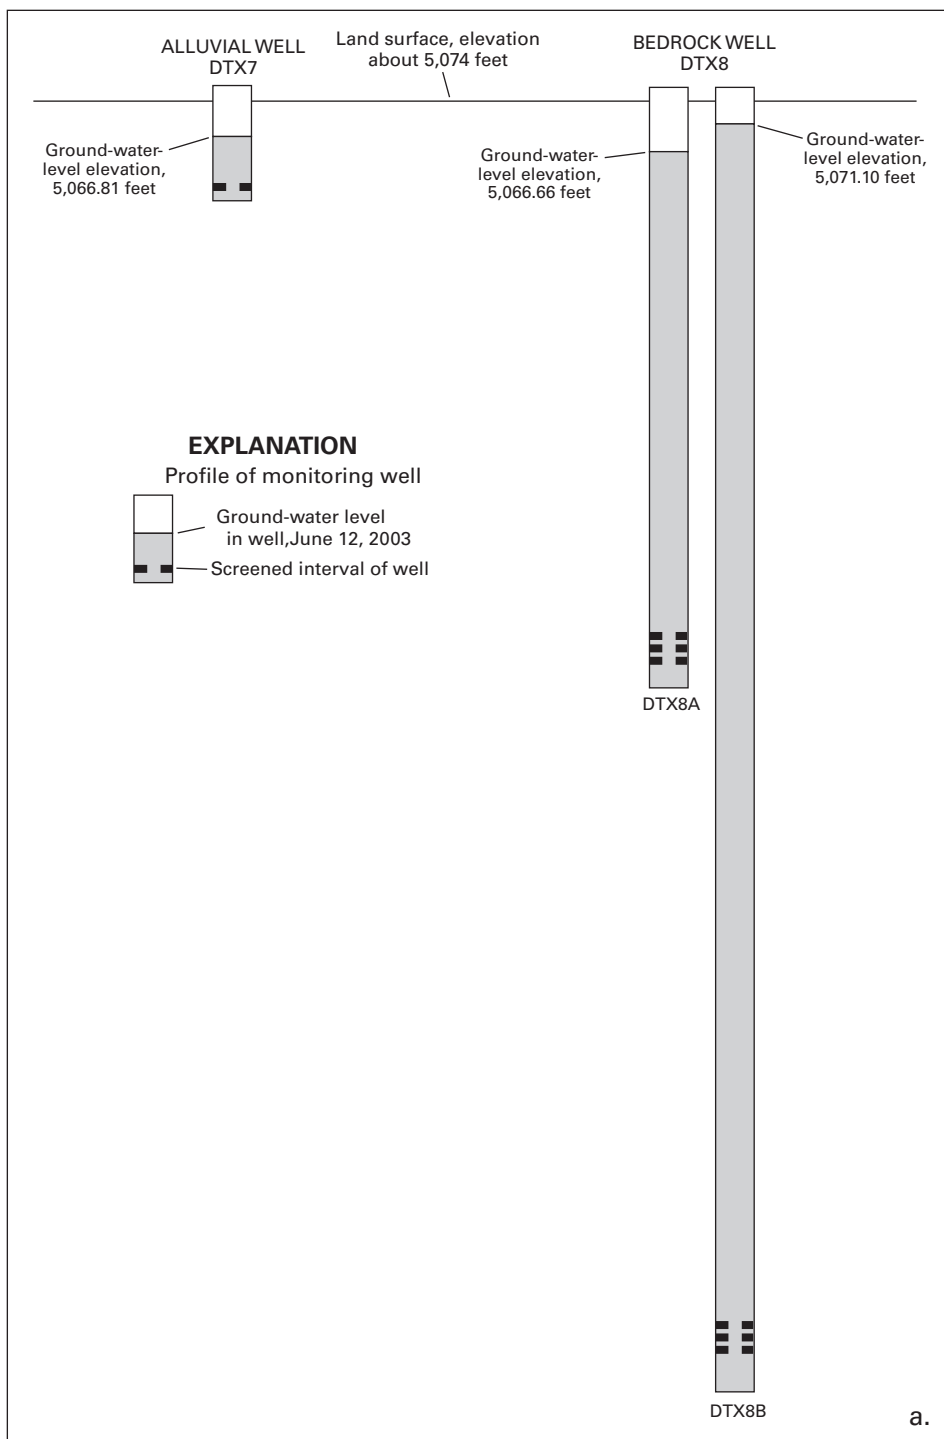 ALLUVIAL WELL
DTX7
Land surface, elevation
about 5,074 feet
BEDROCK WELL
DTX8
Ground-water-
level elevation,
5,066.81 feet
Ground-water-
level elevation,
5,066.66 feet
Ground-water-
level elevation,
5,071.10 feet
EXPLANATION
Profile of monitoring well
Ground-water level
in well,June 12, 2003
Screened interval of well
DTX8A
DTX8B
a.